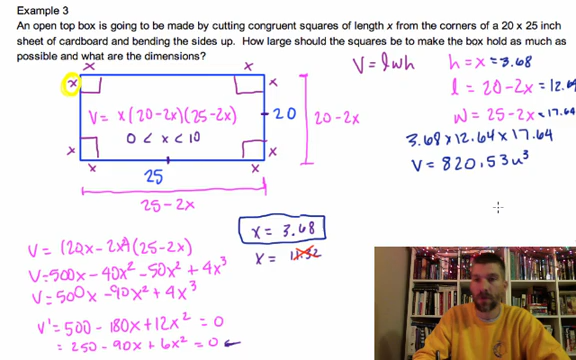 Example 3
An open top box is going to be made by cutting congruent squares of length x from the corners of a 20 x 25 inch
sheet of cardboard and bending the sides up. How large should the squares be to make the box hold as much as
possible and what are the dimensions?
x x
x x
V = x(20-2x)(25-2x)
0 < x < 10
20
20-2x
x x
x x
25
25-2x
V = lwh
h = x = 3.68
l = 20-2x = 12.64
w = 25-2x = 17.64
3.68 x 12.64 x 17.64
V = 820.53 u³
V = (20x - 2x²)(25-2x)
V = 500x - 40x² - 50x² + 4x³
V = 500x - 90x² + 4x³
V' = 500 - 180x + 12x² = 0
= 250 - 90x + 6x² = 0
x = 3.68
x =